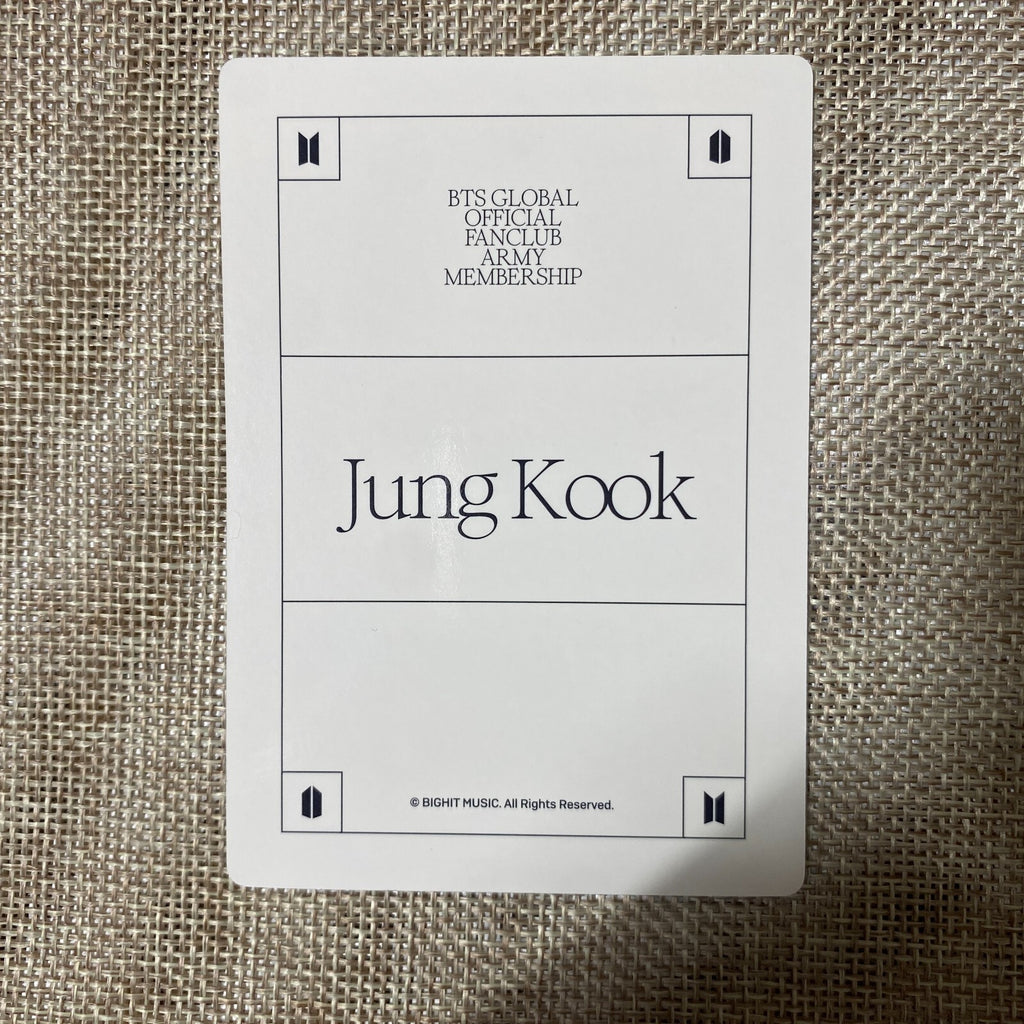 BTS GLOBAL
OFFICIAL
FANCLUB
ARMY
MEMBERSHIP
Jung Kook
© BIGHIT MUSIC. All Rights Reserved.